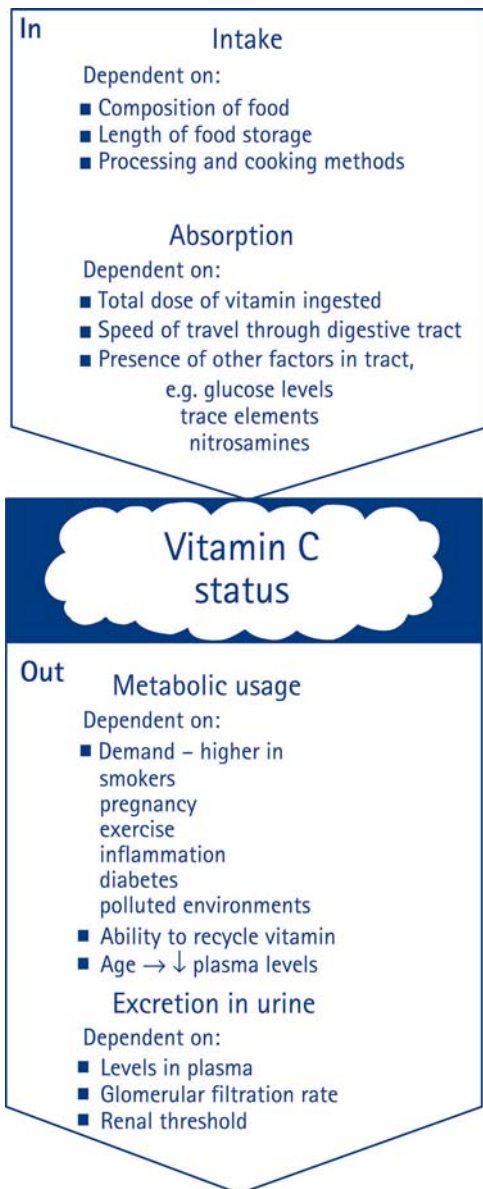 In
Intake
Dependent on:
■ Composition of food
■ Length of food storage
■ Processing and cooking methods
Absorption
Dependent on:
■ Total dose of vitamin ingested
■ Speed of travel through digestive tract
■ Presence of other factors in tract,
e.g. glucose levels
trace elements
nitrosamines
Vitamin C
status
Out
Metabolic usage
Dependent on:
■ Demand – higher in
smokers
pregnancy
exercise
inflammation
diabetes
polluted environments
■ Ability to recycle vitamin
■ Age → ↓ plasma levels
Excretion in urine
Dependent on:
■ Levels in plasma
■ Glomerular filtration rate
■ Renal threshold